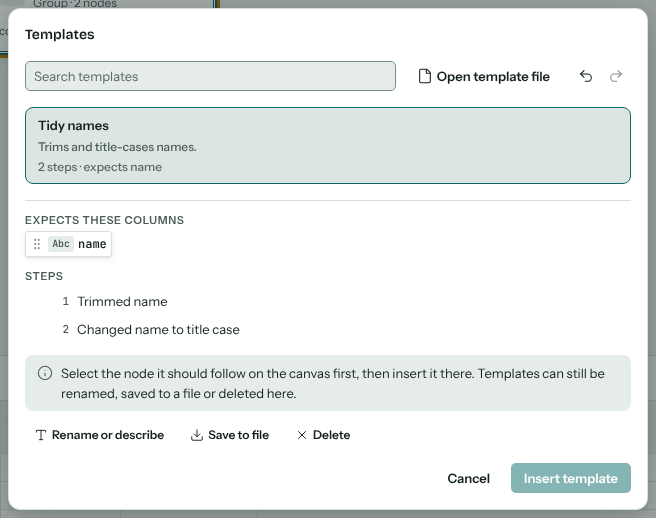 Group · 2 nodes
Templates
Search templates
Open template file
Tidy names
Trims and title-cases names.
2 steps · expects name
EXPECTS THESE COLUMNS
Abc name
STEPS
1 Trimmed name
2 Changed name to title case
Select the node it should follow on the canvas first, then insert it there. Templates can still be
renamed, saved to a file or deleted here.
Rename or describe
Save to file
Delete
Cancel
Insert template